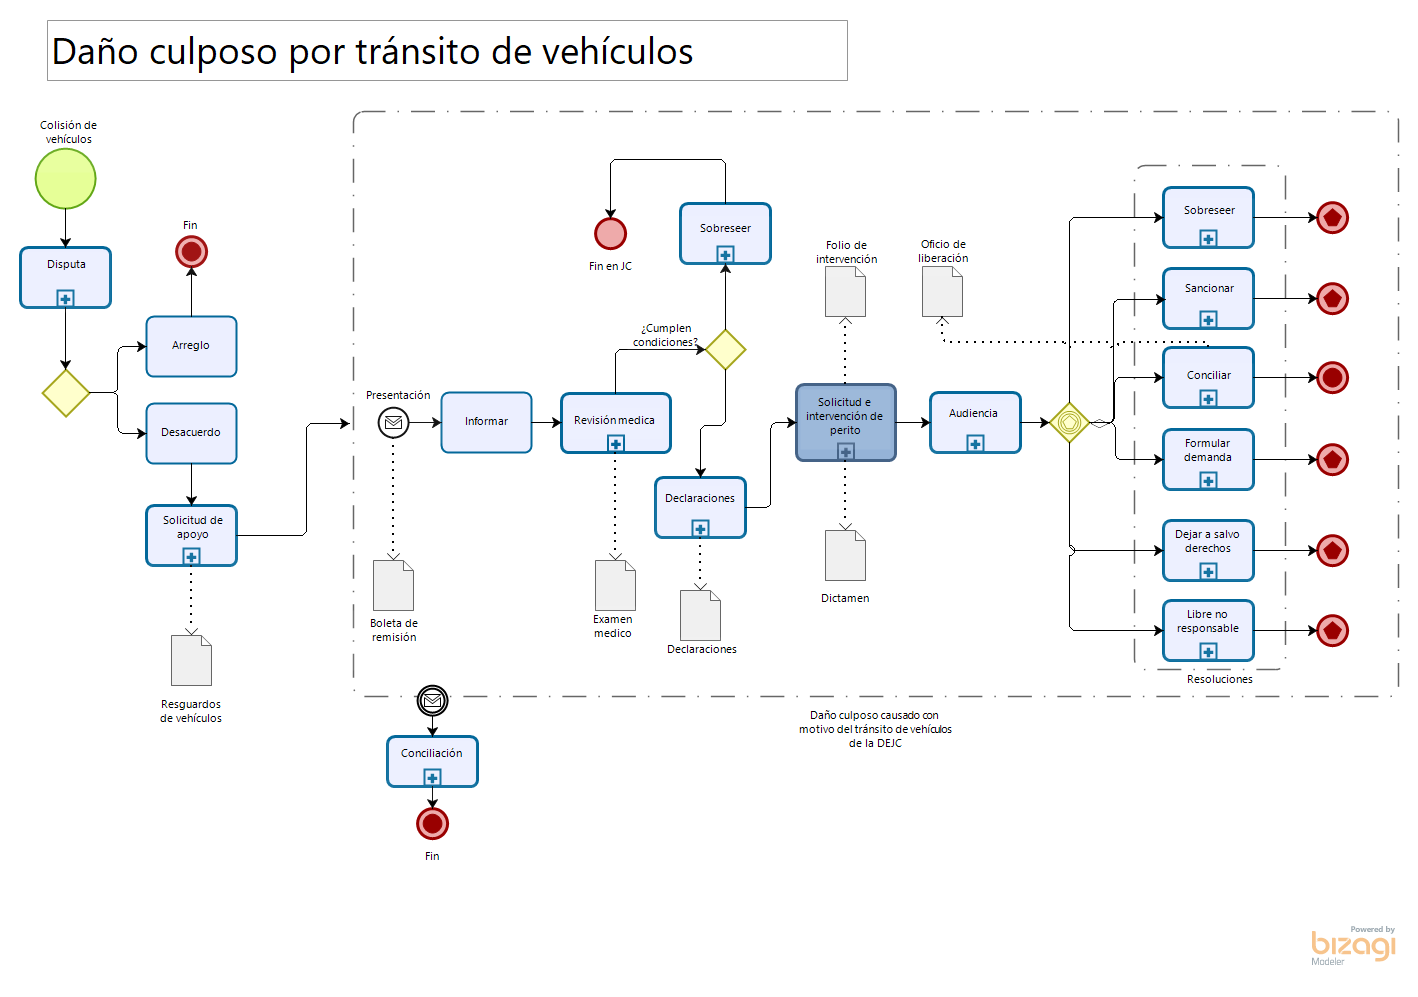 Daño culposo por tránsito de vehículos
Colisión de
vehículos
Disputa
Fin
Arreglo
Desacuerdo
Solicitud de
apoyo
Resguardos
de vehículos
Presentación
Boleta de
remisión
Informar
Revisión medica
Examen
medico
¿Cumplen
condiciones?
Sobreseer
Fin en JC
Declaraciones
Declaraciones
Folio de
intervención
Solicitud e
intervención de
perito
Dictamen
Oficio de
liberación
Audiencia
Sobreseer
Sancionar
Conciliar
Formular
demanda
Dejar a salvo
derechos
Libre no
responsable
Resoluciones
Daño culposo causado con
motivo del tránsito de vehículos
de la DEJC
Conciliación
Fin
Powered by
bizagi
Modeler